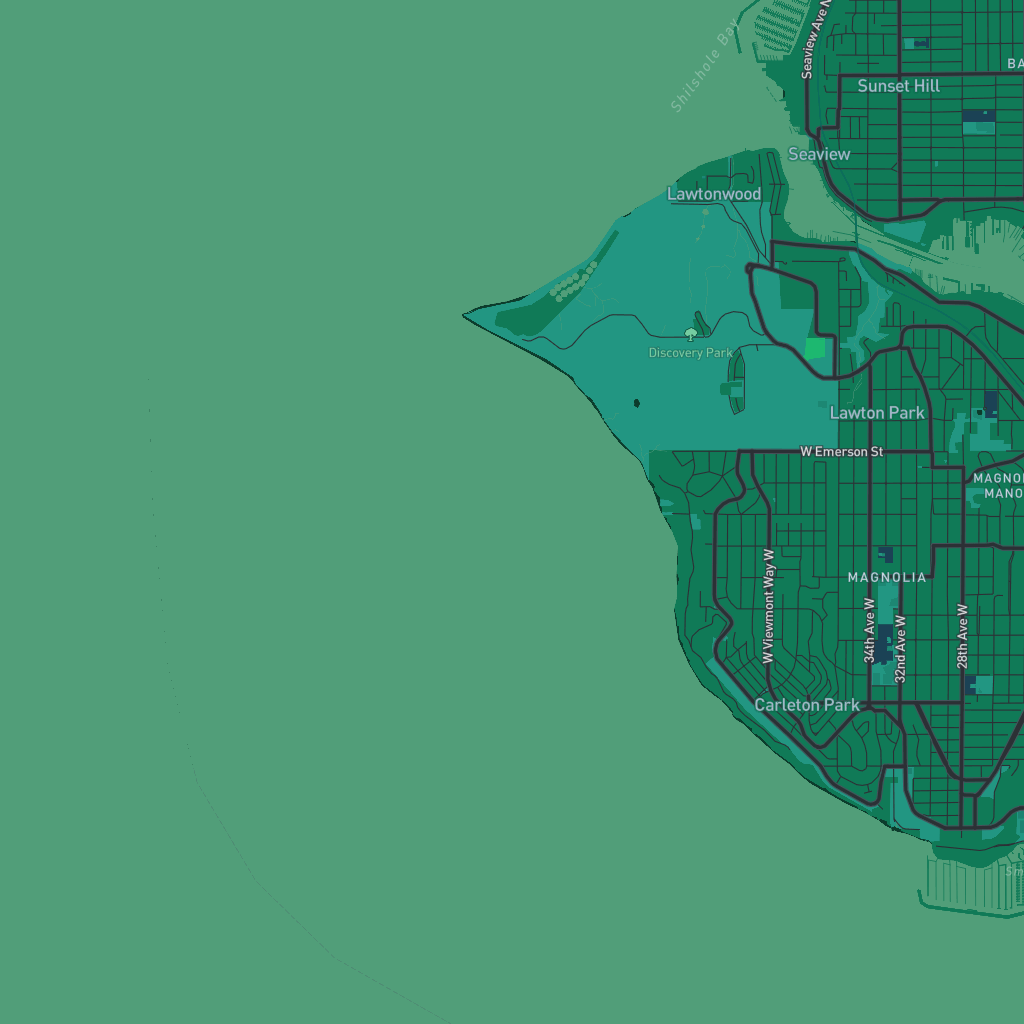 Seaview Ave N
Shilshole Bay
BA
Sunset Hill
Seaview
Lawtonwood
Discovery Park
Lawton Park
W Emerson St
MAGNOL
MANO
W Viewmont Way W
MAGNOLIA
34th Ave W
32nd Ave W
28th Ave W
Carleton Park
Sm